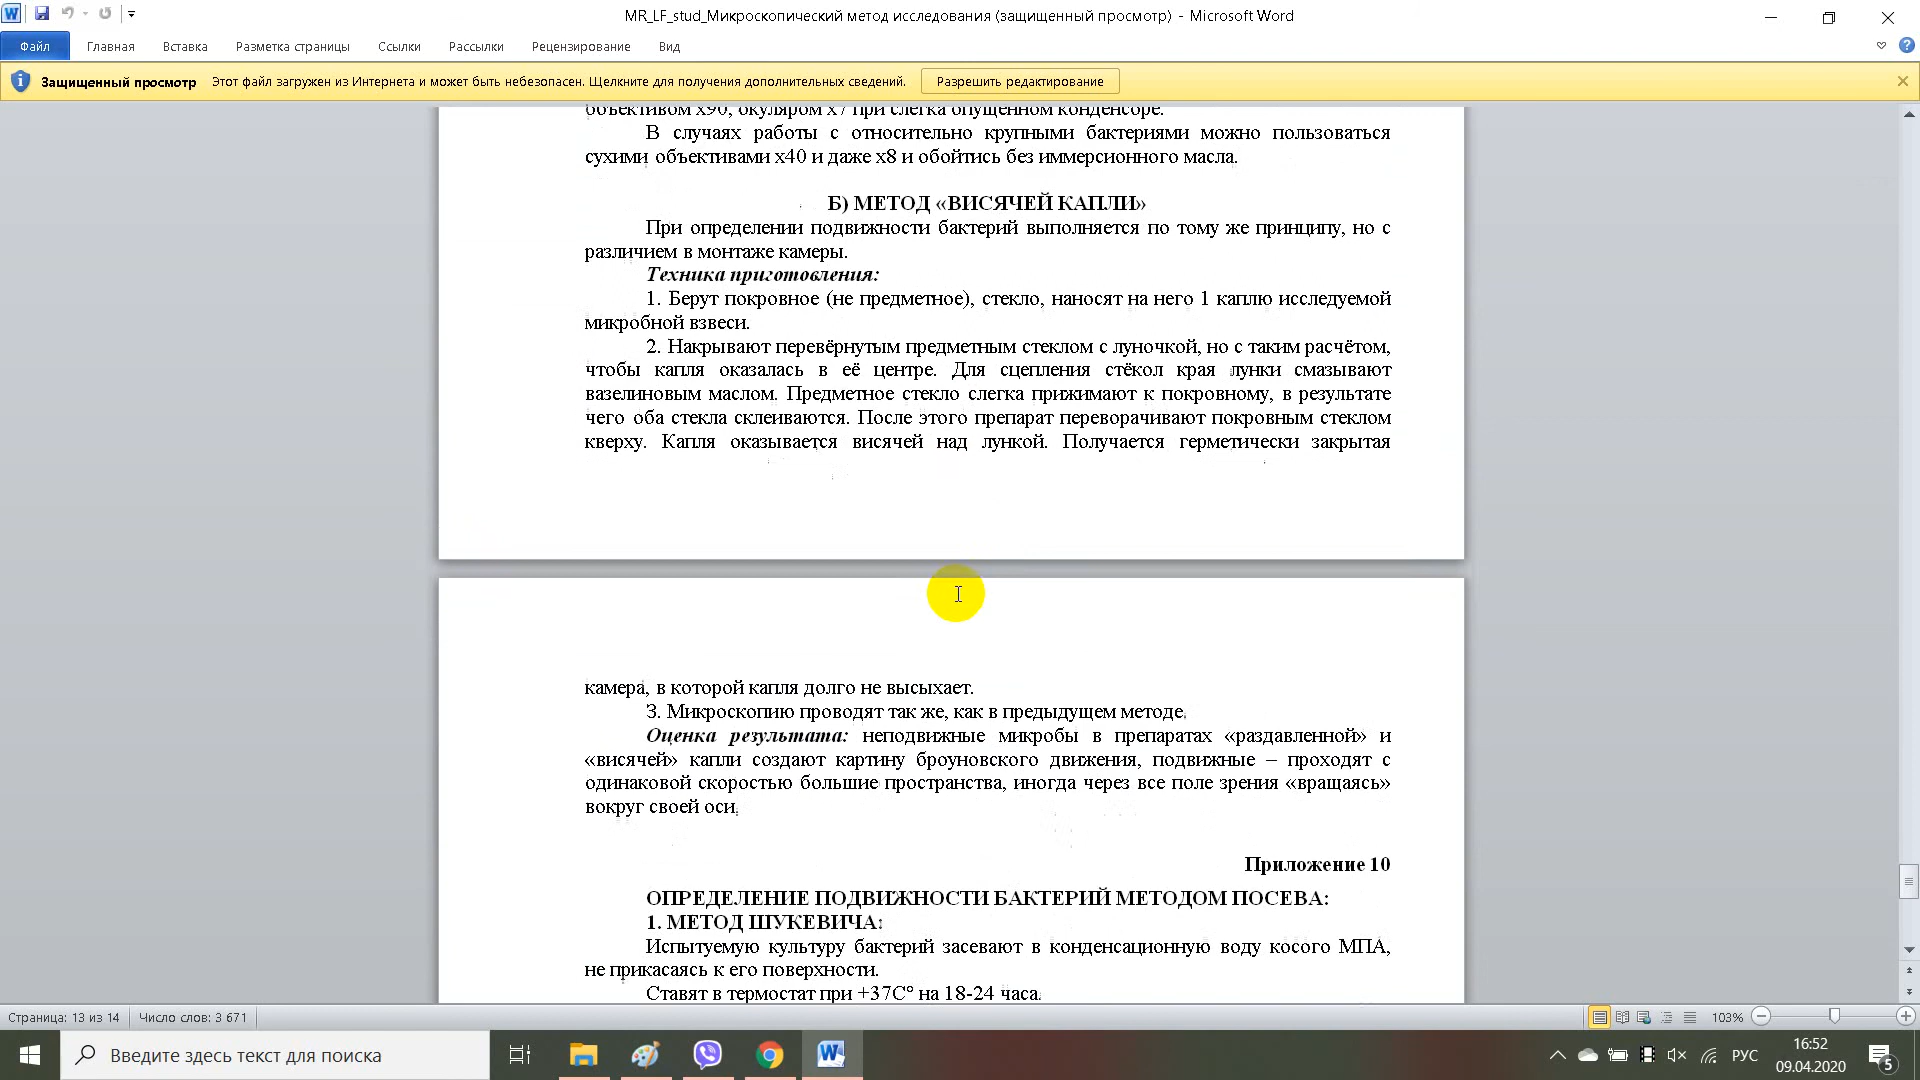 MR_LF_stud_Микроскопический метод исследования (защищенный просмотр) - Microsoft Word
Файл Главная Вставка Разметка страницы Ссылки Рассылки Рецензирование Вид
Защищенный просмотр Этот файл загружен из Интернета и может быть небезопасен. Щелкните для получения дополнительных сведений. Разрешить редактирование
объективом х90, окуляром х7 при слегка опущенном конденсоре.
В случаях работы с относительно крупными бактериями можно пользоваться
сухими объективами х40 и даже х8 и обойтись без иммерсионного масла.
Б) МЕТОД «ВИСЯЧЕЙ КАПЛИ»
При определении подвижности бактерий выполняется по тому же принципу, но с
различием в монтаже камеры.
Техника приготовления:
1. Берут покровное (не предметное), стекло, наносят на него 1 каплю исследуемой
микробной взвеси.
2. Накрывают перевёрнутым предметным стеклом с луночкой, но с таким расчётом,
чтобы капля оказалась в её центре. Для сцепления стёкол края лунки смазывают
вазелиновым маслом. Предметное стекло слегка прижимают к покровному, в результате
чего оба стекла склеиваются. После этого препарат переворачивают покровным стеклом
кверху. Капля оказывается висячей над лункой. Получается герметически закрытая
камера, в которой капля долго не высыхает.
3. Микроскопию проводят так же, как в предыдущем методе.
Оценка результата: неподвижные микробы в препаратах «раздавленной» и
«висячей» капли создают картину броуновского движения, подвижные – проходят с
одинаковой скоростью большие пространства, иногда через все поле зрения «вращаясь»
вокруг своей оси.
Приложение 10
ОПРЕДЕЛЕНИЕ ПОДВИЖНОСТИ БАКТЕРИЙ МЕТОДОМ ПОСЕВА:
1. МЕТОД ШУКЕВИЧА:
Испытуемую культуру бактерий засевают в конденсационную воду косого МПА,
не прикасаясь к его поверхности.
Ставят в термостат при +37С° на 18-24 часа.
Страница: 13 из 14 Число слов: 3 671 103%
Введите здесь текст для поиска
РУС
16:52
09.04.2020
5